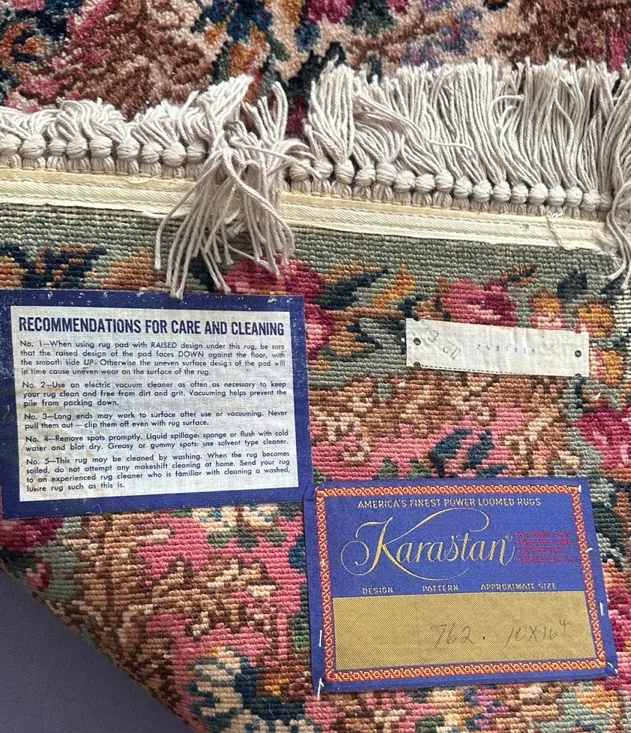 RECOMMENDATIONS FOR CARE AND CLEANING
No. 1—When using rug pad with RAISED design under this rug, be sure
that the raised design of the pad faces DOWN against the floor, with
the smooth side UP. Otherwise the uneven surface design of the pad will
in time cause uneven wear on the surface of the rug.
No. 2—Use an electric vacuum cleaner as often as necessary to keep
your rug clean and free from dirt and grit. Vacuuming helps prevent the
pile from packing down.
No. 3—Long ends may work to surface after use or vacuuming. Never
pull them out — clip them off even with rug surface.
No. 4—Remove spots promptly. Liquid spillage: sponge or flush with cold
water and blot dry. Greasy or gummy spots: use solvent type cleaner.
No. 5—This rug may be cleaned by washing. When the rug becomes
soiled, do not attempt any makeshift cleaning at home. Send your rug
to an experienced rug cleaner who is familiar with cleaning a washed,
lustre rug such as this is.
AMERICA'S FINEST POWER LOOMED RUGS
Karastan
DESIGN PATTERN APPROXIMATE SIZE
762. 10X16⁴